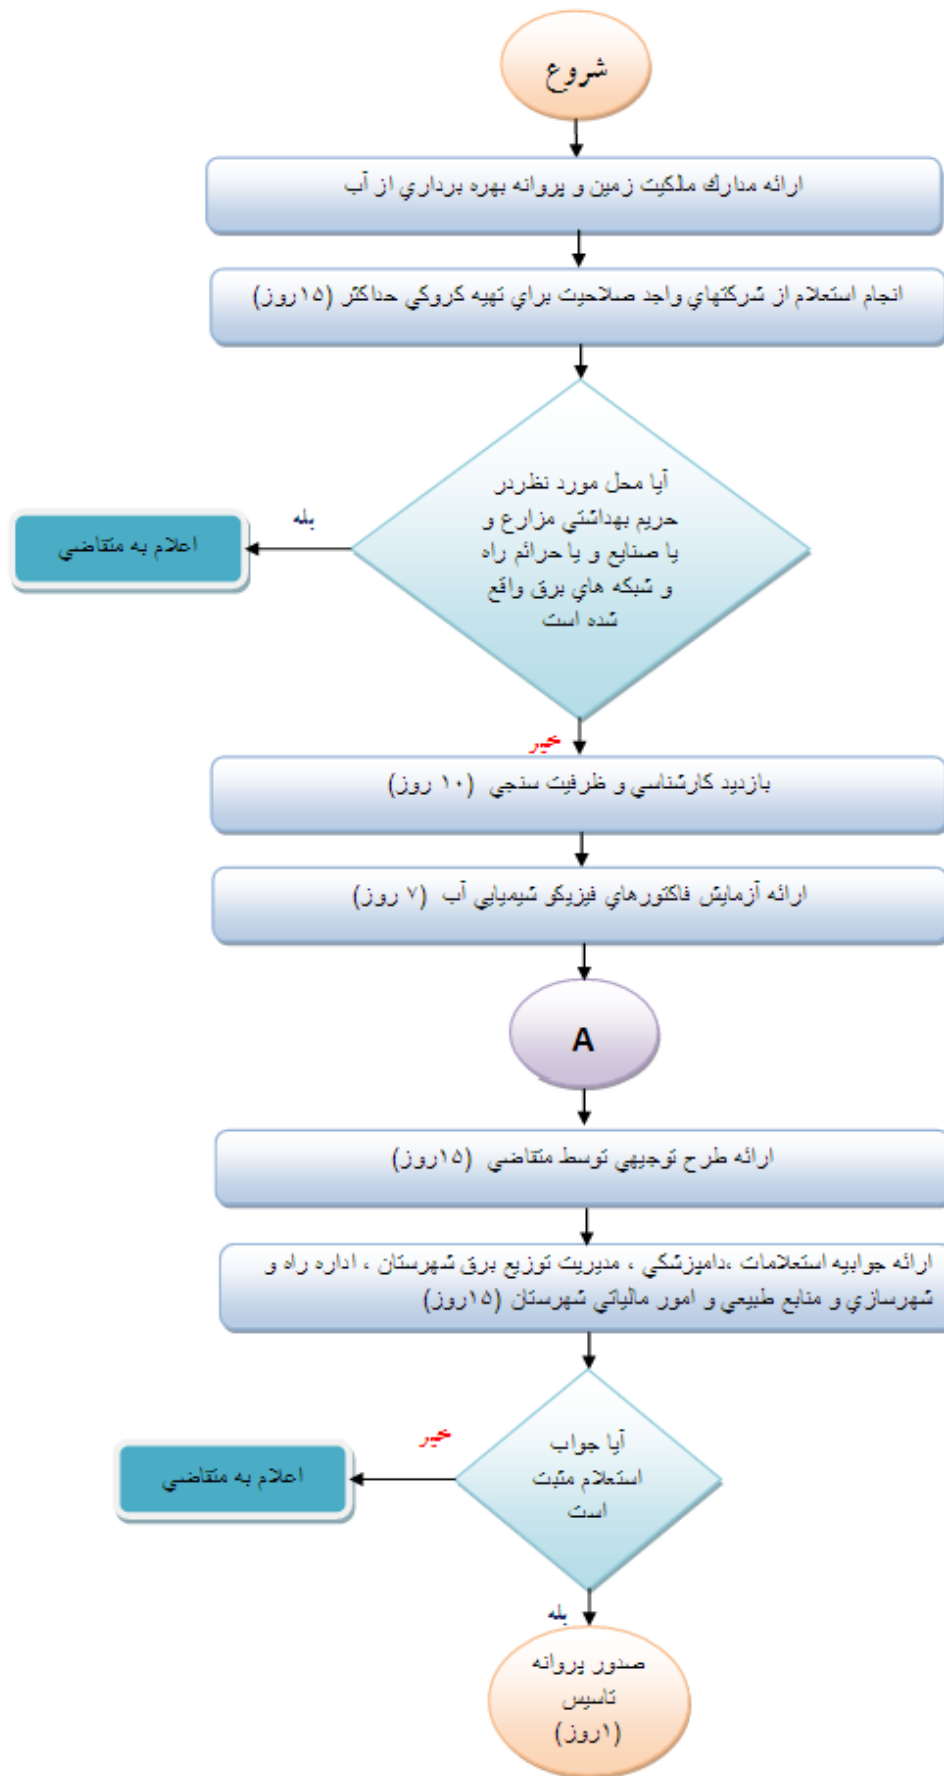 شروع
ارائه مدارك ملكيت زمين و پروانه بهره برداري از آب
انجام استعلام از شركتهاي واجد صلاحيت براي تهيه كروكي حداكثر (۱۵روز)
آيا محل مورد نظردر
حريم بهداشتي مزارع و
يا صنايع و يا حرائم راه
و شبكه هاي برق واقع
شده است
بله
اعلام به متقاضي
خير
بازديد كارشناسي و ظرفيت سنجي (۱۰ روز)
ارائه آزمايش فاكتورهاي فيزيكو شيميايي آب (۷ روز)
A
ارائه طرح توجيهي توسط متقاضي (۱۵روز)
ارائه جوابيه استعلامات ،دامپزشكي ، مديريت توزيع برق شهرستان ، اداره راه و
شهرسازي و منابع طبيعي و امور مالياتي شهرستان (۱۵روز)
آيا جواب
استعلام مثبت
است
خير
اعلام به متقاضي
بله
صدور پروانه
تاسيس
(۱روز)